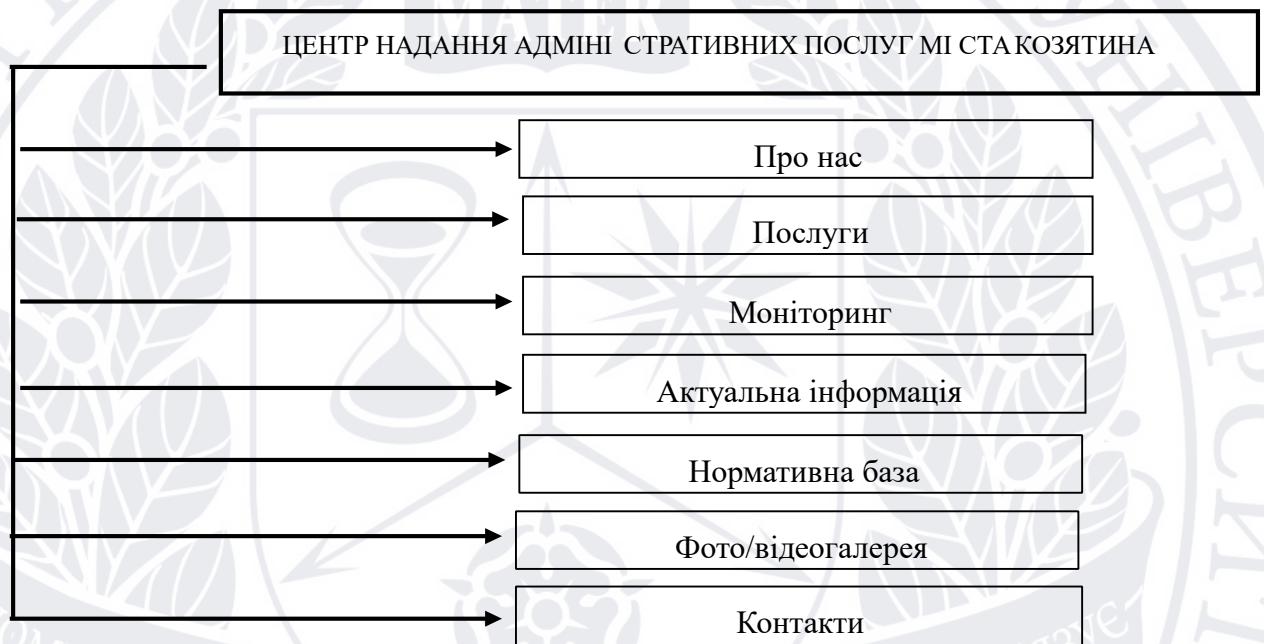 ЦЕНТР НАДАННЯ АДМІНІ СТРАТИВНИХ ПОСЛУГ МІ СТА КОЗЯТИНА
Про нас
Послуги
Моніторинг
Актуальна інформація
Нормативна база
Фото/відеогалерея
Контакти